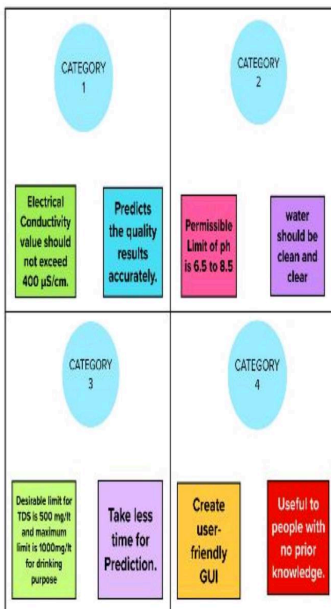 CATEGORY
1
CATEGORY
2
Electrical
Conductivity
value should
not exceed
400 µS/cm.
Predicts
the quality
results
accurately.
Permissible
Limit of ph
is 6.5 to 8.5
water
should be
clean and
clear
CATEGORY
3
CATEGORY
4
Desirable limit for
TDS is 500 mg/lt
and maximum
limit is 1000mg/lt
for drinking
purpose
Take less
time for
Prediction.
Create
user-
friendly
GUI
Useful to
people with
no prior
knowledge.